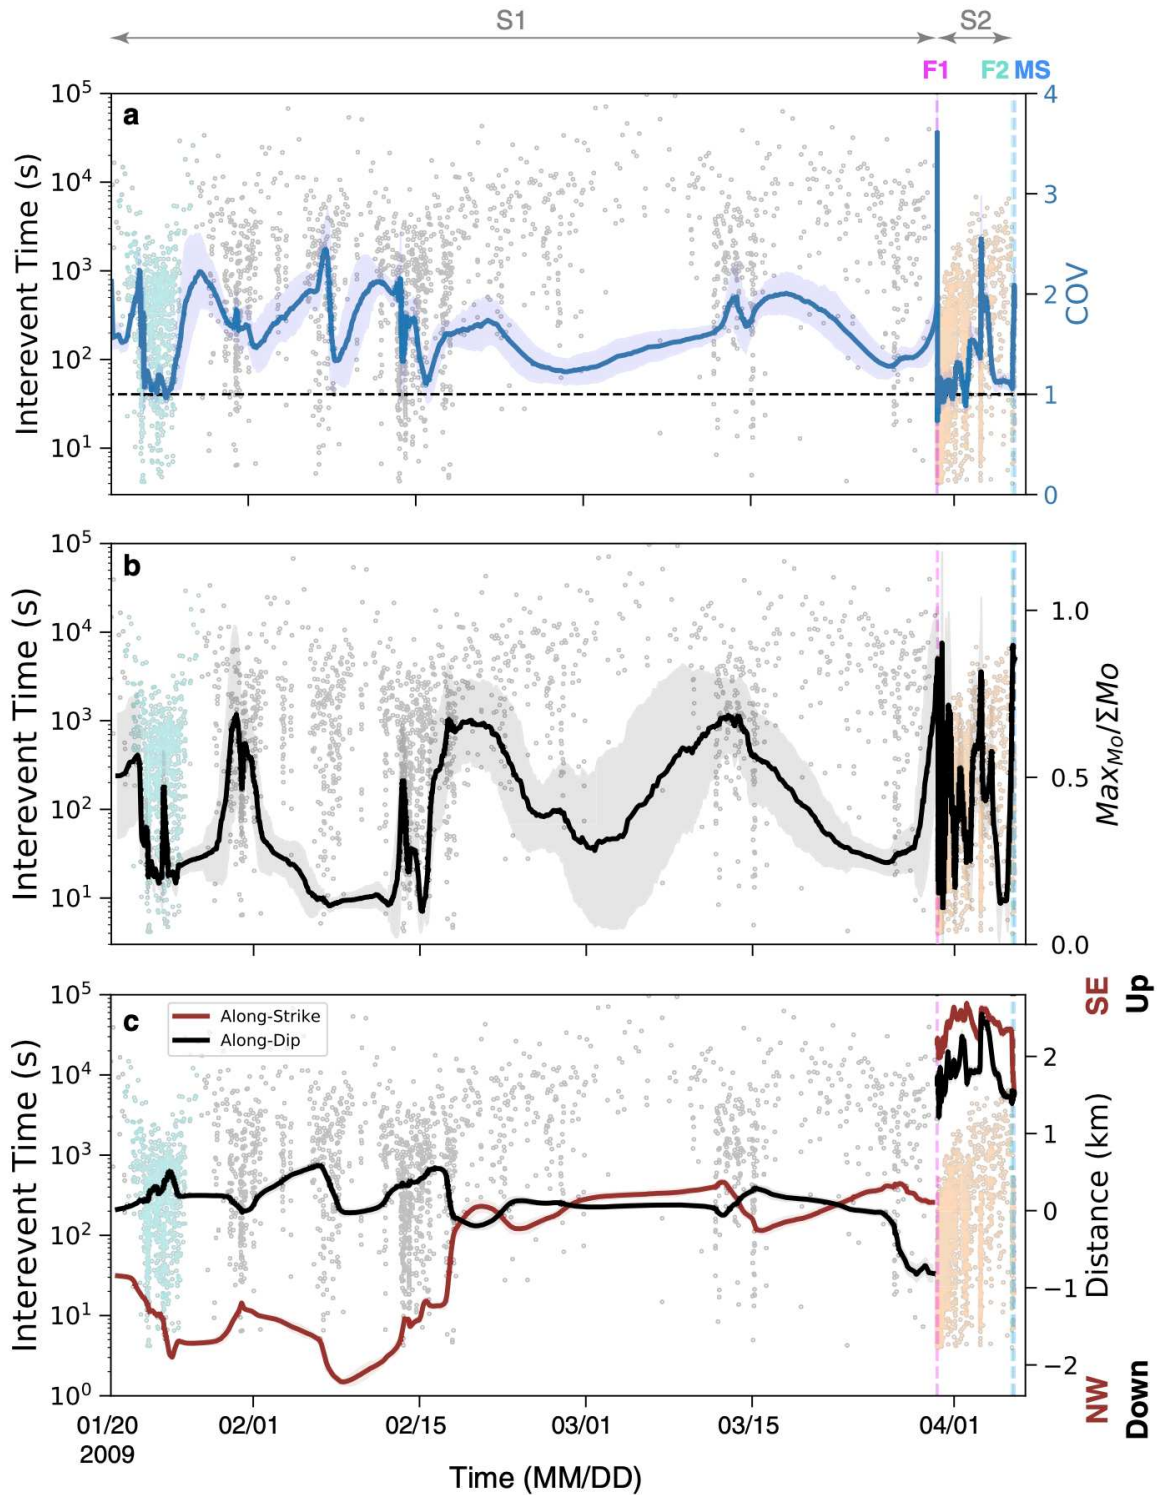 S1 S2
F1 F2 MS
a
10⁵
10⁴
10³
10²
10¹
Interevent Time (s)
4
3
2
1
0
COV
b
10⁵
10⁴
10³
10²
10¹
Interevent Time (s)
1.0
0.5
0.0
Max_{Mo}/ΣMo
c
Along-Strike
Along-Dip
10⁵
10⁴
10³
10²
10¹
10⁰
Interevent Time (s)
SE Up
2
1
0
−1
−2
Distance (km)
NW Down
01/20 02/01 02/15 03/01 03/15 04/01
2009
Time (MM/DD)